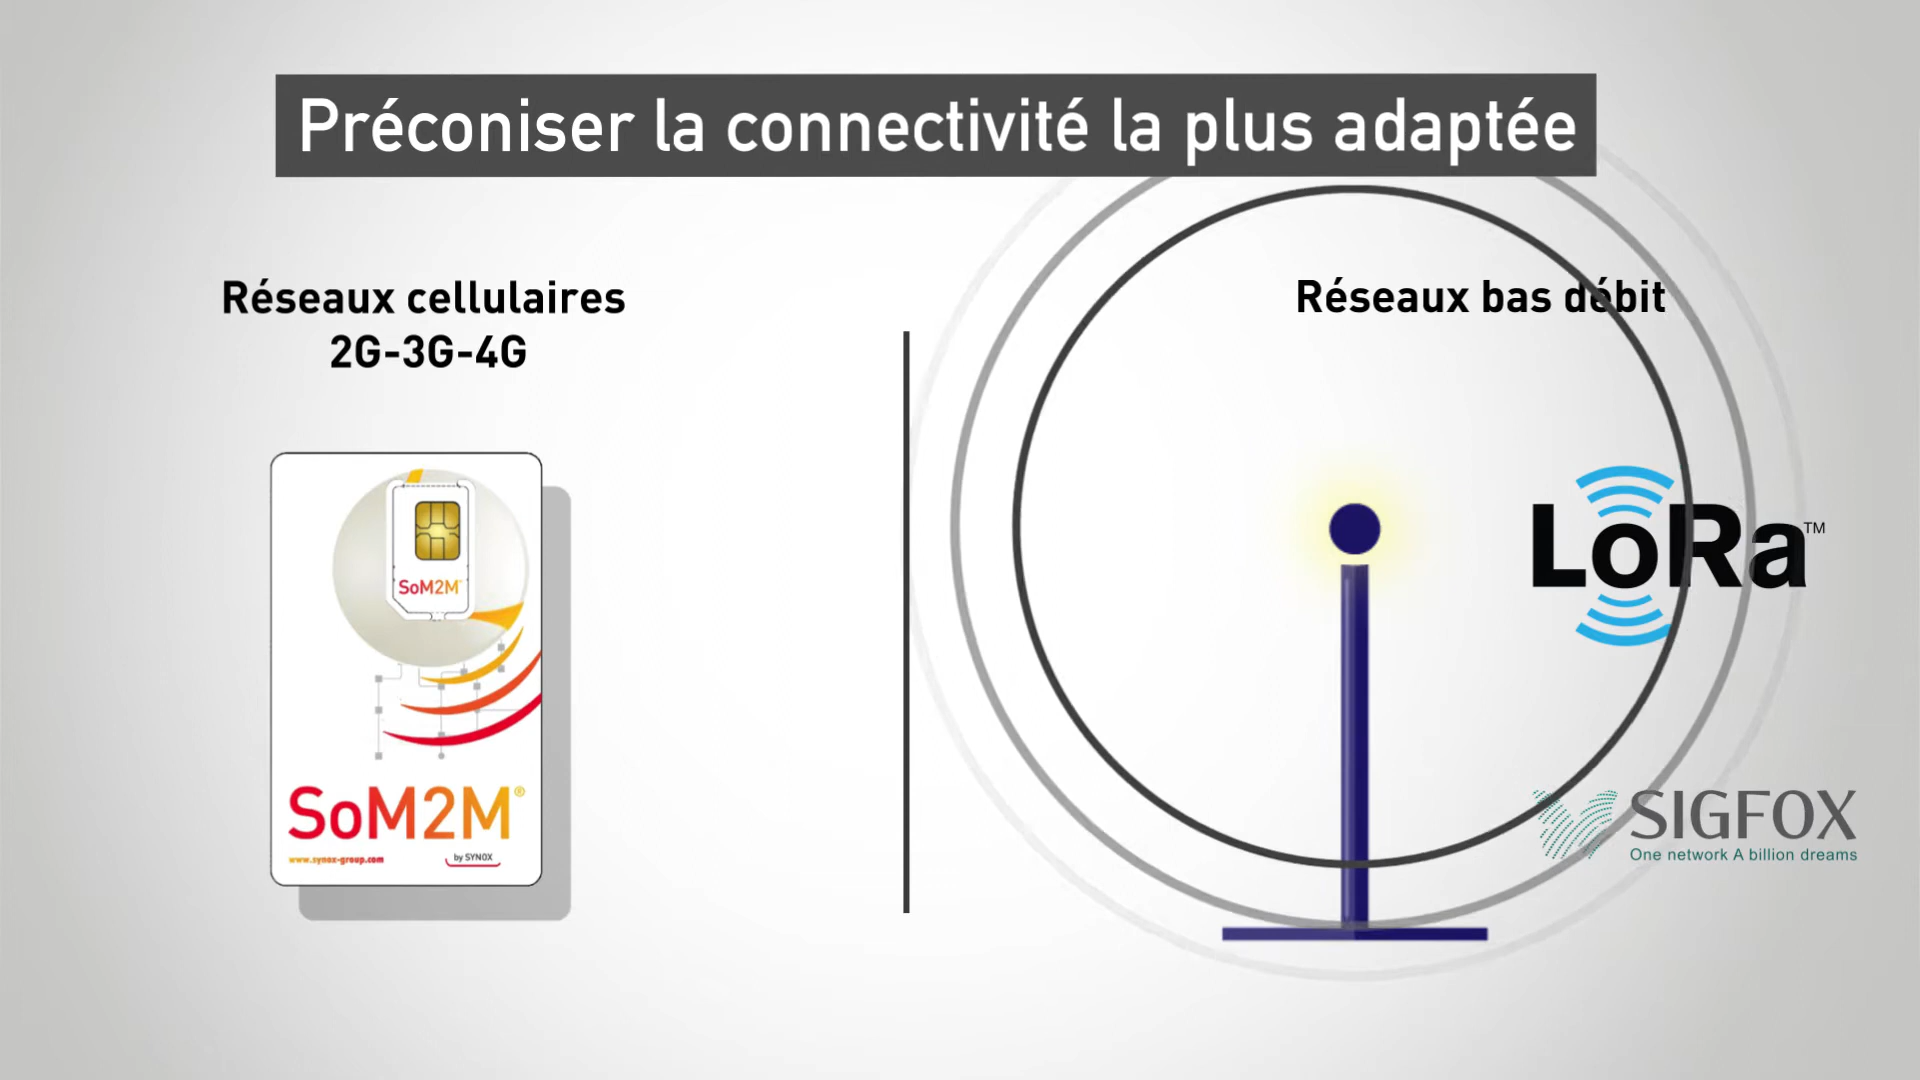 Préconiser la connectivité la plus adaptée
Réseaux cellulaires
2G-3G-4G
SoM2M
SoM2M®
www.synox-group.com
by SYNOX
Réseaux bas débit
LoRa™
SIGFOX
One network A billion dreams